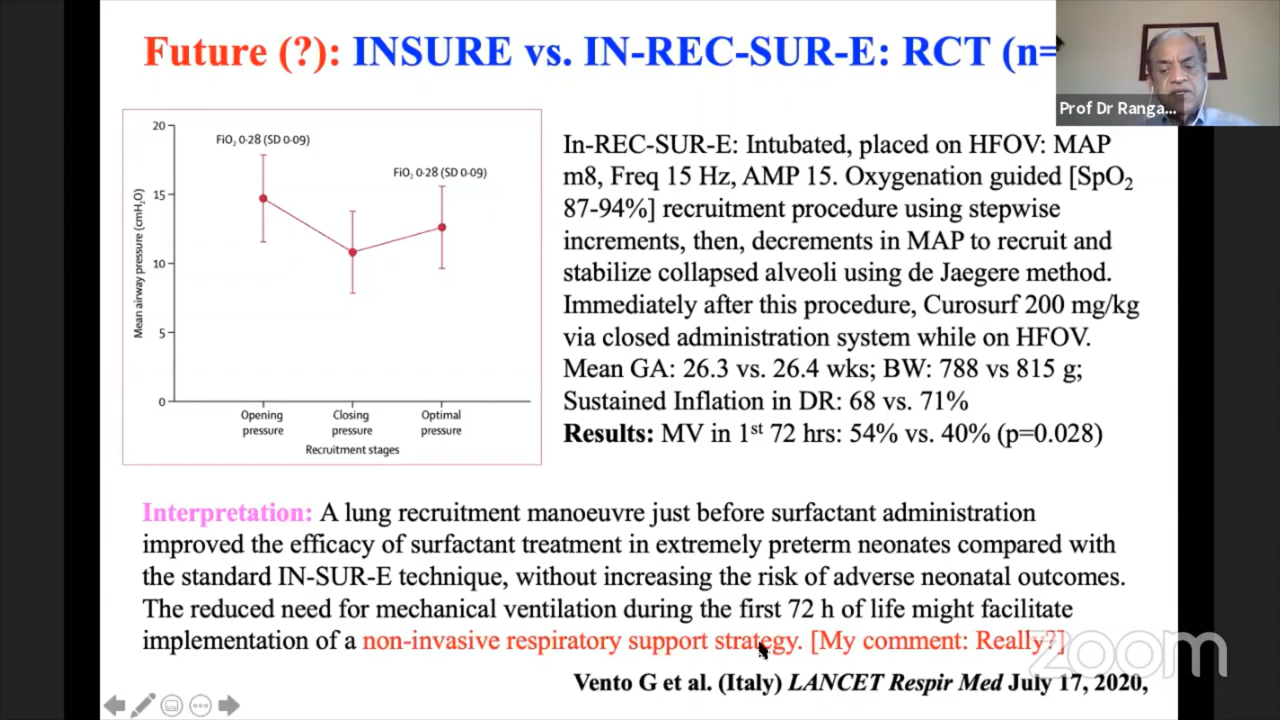 Future (?): INSURE vs. IN-REC-SUR-E: RCT (n=
Prof Dr Ranga...
20
15
10
5
0
Mean airway pressure (cmH2O)
FiO2 0·28 (SD 0·09)
FiO2 0·28 (SD 0·09)
Opening pressure
Closing pressure
Optimal pressure
Recruitment stages
In-REC-SUR-E: Intubated, placed on HFOV: MAP
m8, Freq 15 Hz, AMP 15. Oxygenation guided [SpO2
87-94%] recruitment procedure using stepwise
increments, then, decrements in MAP to recruit and
stabilize collapsed alveoli using de Jaegere method.
Immediately after this procedure, Curosurf 200 mg/kg
via closed administration system while on HFOV.
Mean GA: 26.3 vs. 26.4 wks; BW: 788 vs 815 g;
Sustained Inflation in DR: 68 vs. 71%
Results: MV in 1st 72 hrs: 54% vs. 40% (p=0.028)
Interpretation: A lung recruitment manoeuvre just before surfactant administration
improved the efficacy of surfactant treatment in extremely preterm neonates compared with
the standard IN-SUR-E technique, without increasing the risk of adverse neonatal outcomes.
The reduced need for mechanical ventilation during the first 72 h of life might facilitate
implementation of a non-invasive respiratory support strategy. [My comment: Really?]
zoom
Vento G et al. (Italy) LANCET Respir Med July 17, 2020,